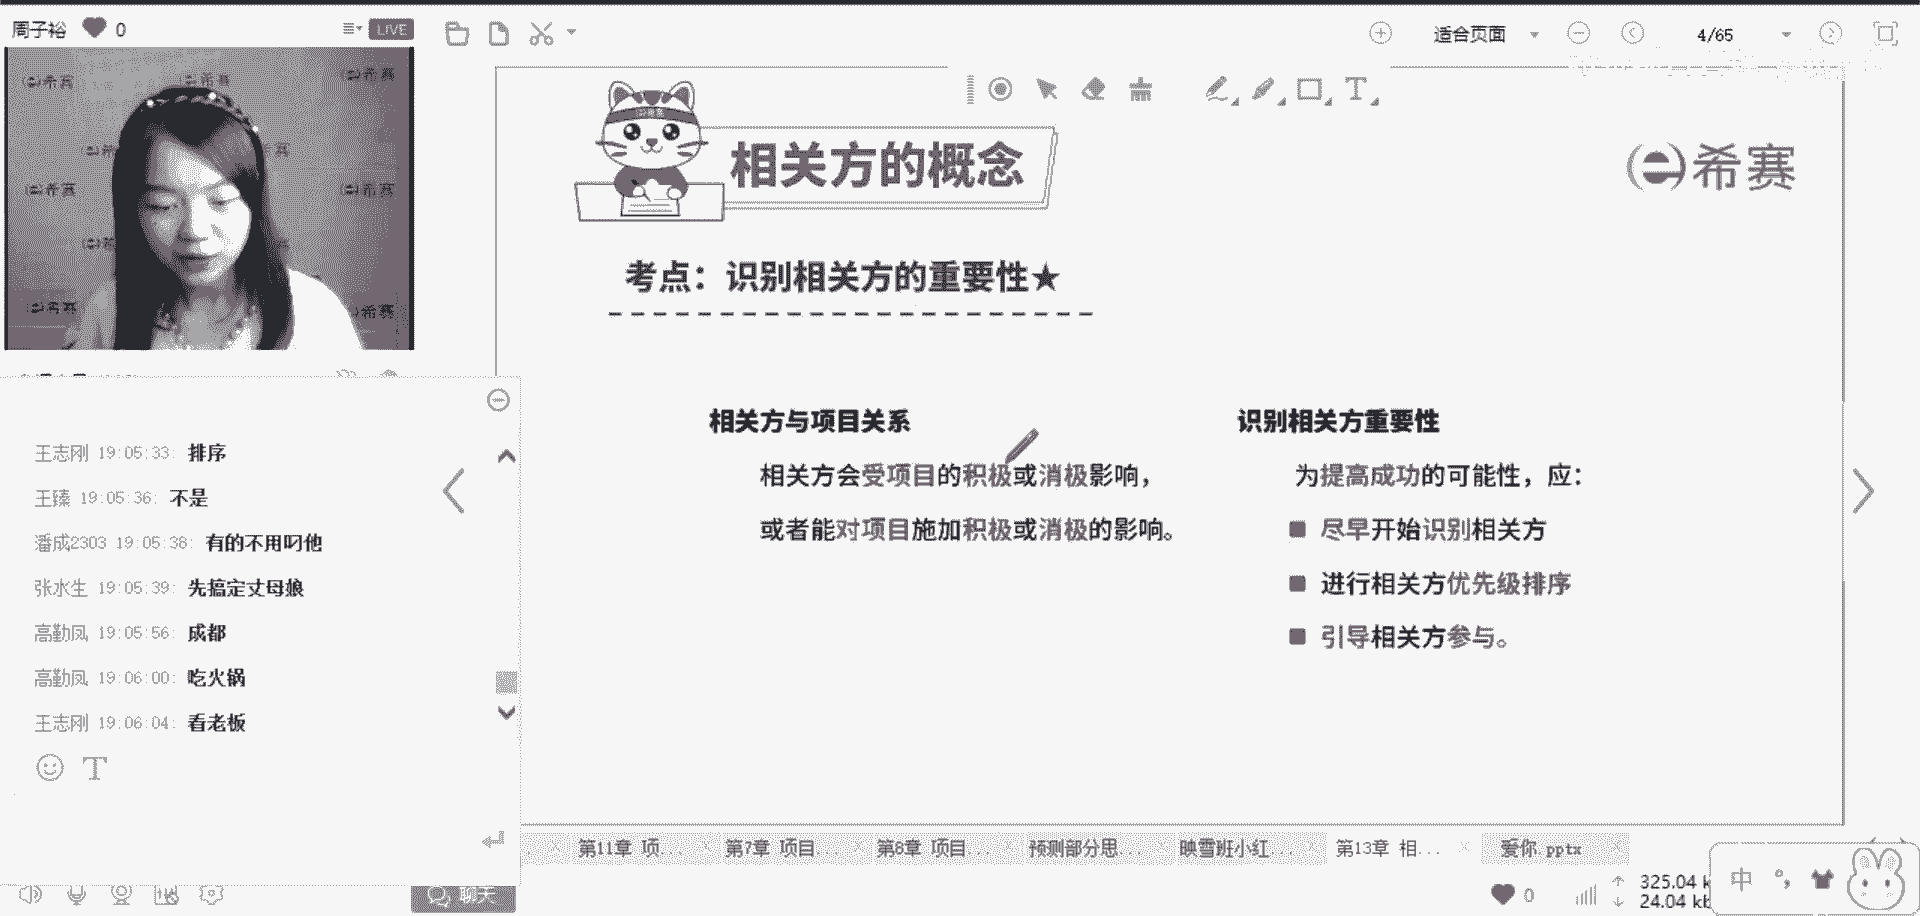 周子裕 0
LIVE
适合页面
4/65
希赛
相关方的概念
希赛
考点：识别相关方的重要性★
相关方与项目关系
相关方会受项目的积极或消极影响，
或者能对项目施加积极或消极的影响。
识别相关方重要性
为提高成功的可能性，应：
尽早开始识别相关方
进行相关方优先级排序
引导相关方参与。
王志刚 19:05:33: 排序
王臻 19:05:36: 不是
潘成2303 19:05:38: 有的不用叼他
张水生 19:05:39: 先搞定丈母娘
高勤凤 19:05:56: 成都
高勤凤 19:06:00: 吃火锅
王志刚 19:06:04: 看老板
第11章 项...
第7章 项目...
第8章 项目...
预测部分思...
映雪班小红...
第13章 相...
爱你.pptx
聊天
0
325.04 k
24.04 kb
中